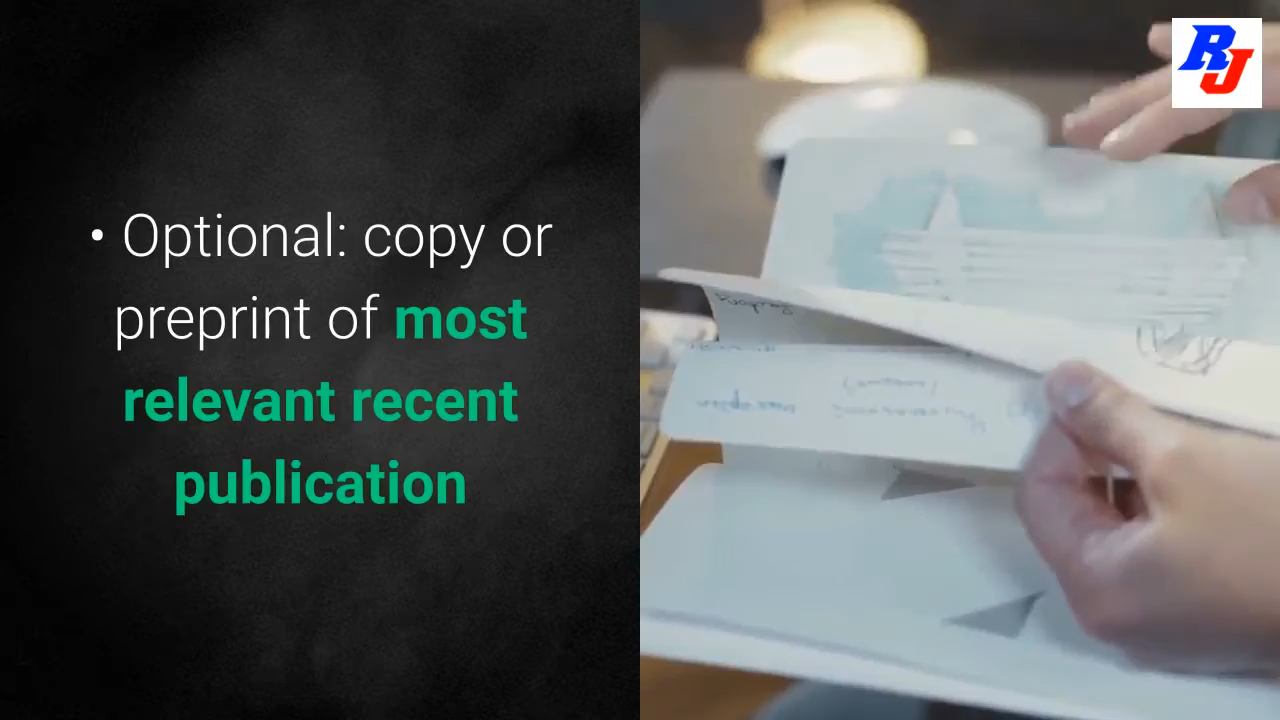 • Optional: copy or
preprint of most
relevant recent
publication
RJ